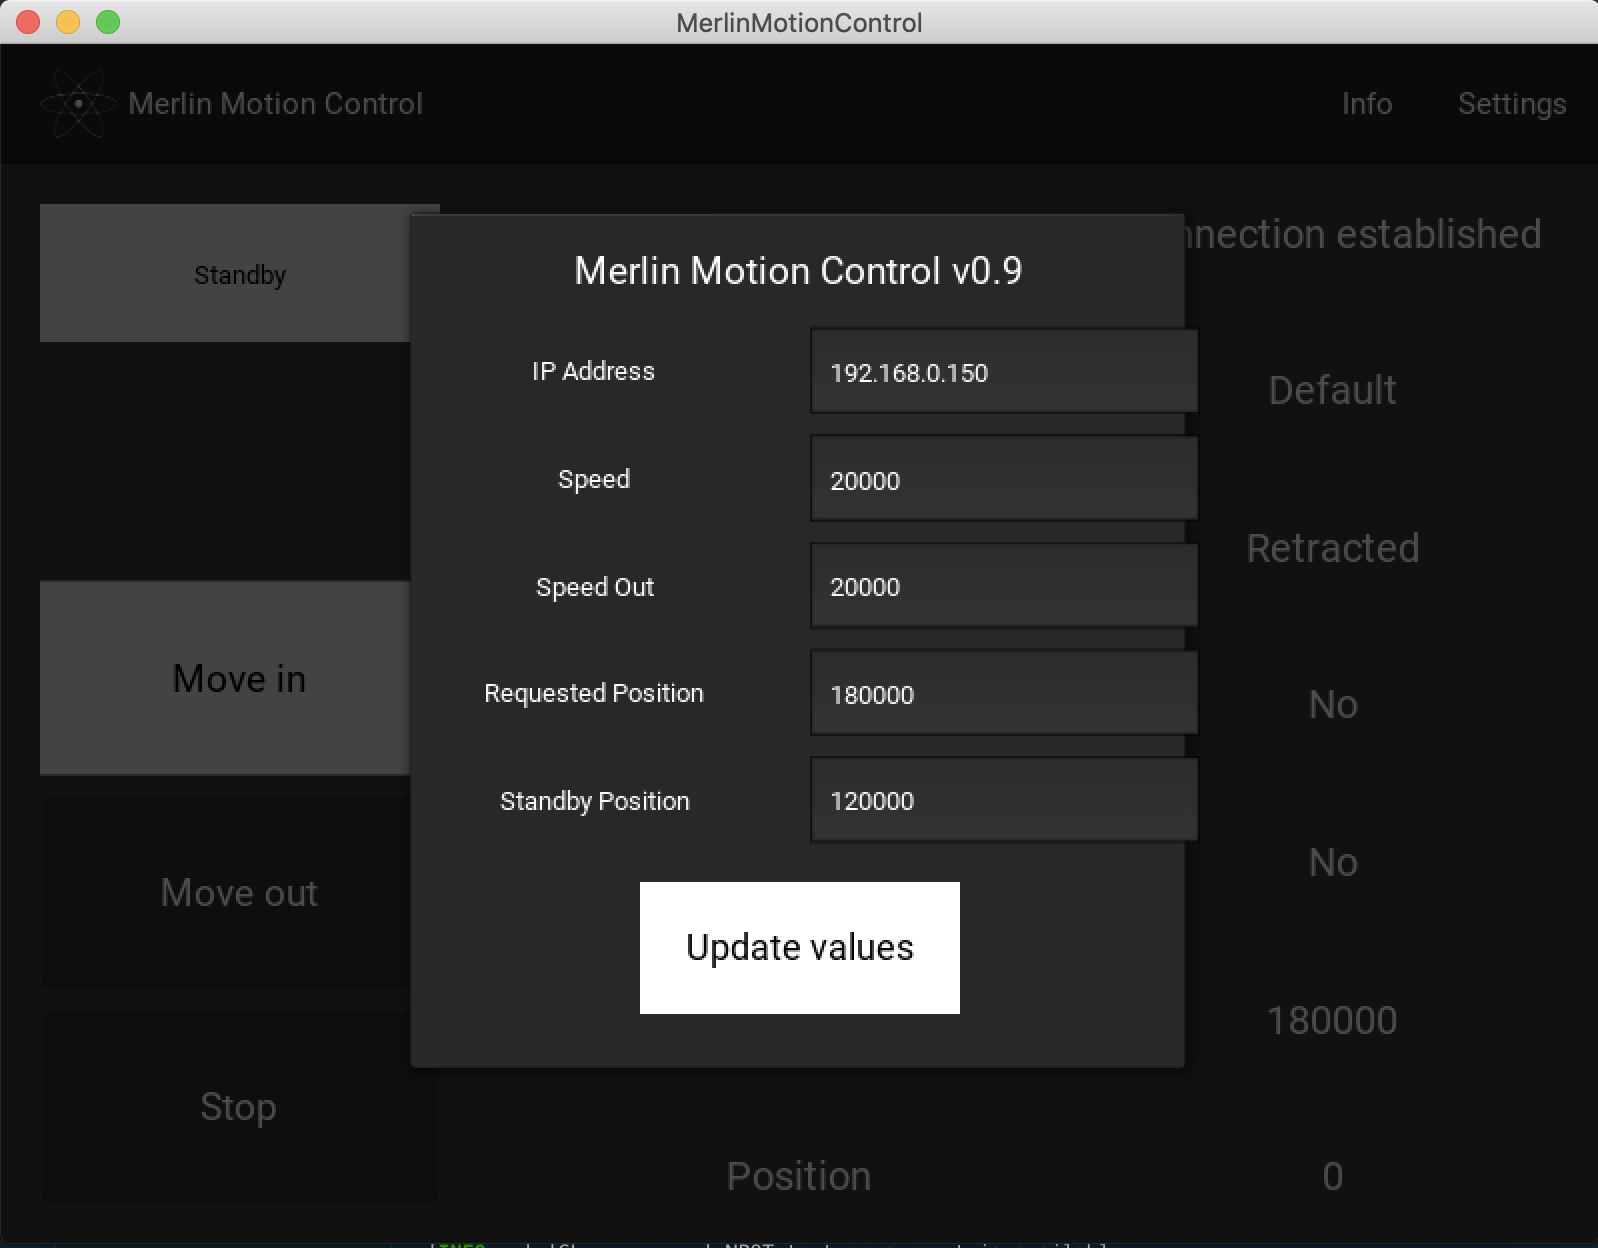 MerlinMotionControl
Merlin Motion Control
Info
Settings
Standby
Move in
Move out
Stop
Merlin Motion Control v0.9
IP Address
192.168.0.150
Speed
20000
Speed Out
20000
Requested Position
180000
Standby Position
120000
Update values
established
Default
Retracted
No
No
180000
Position
0